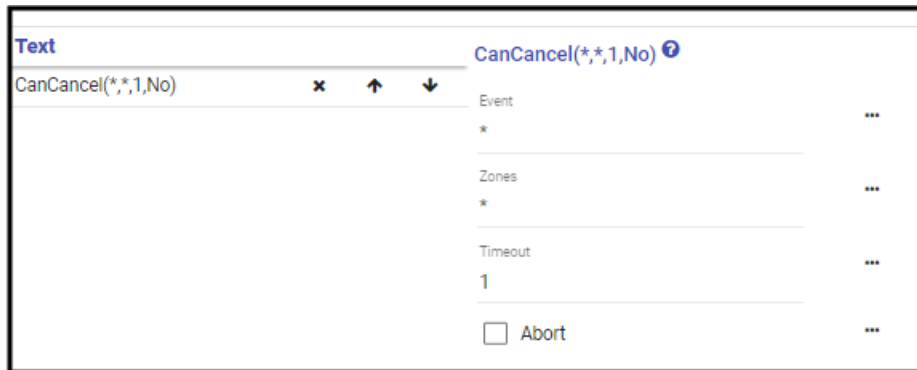 Text
CanCancel(*,*,1,No)
CanCancel(*,*,1,No)
Event
*
Zones
*
Timeout
1
Abort